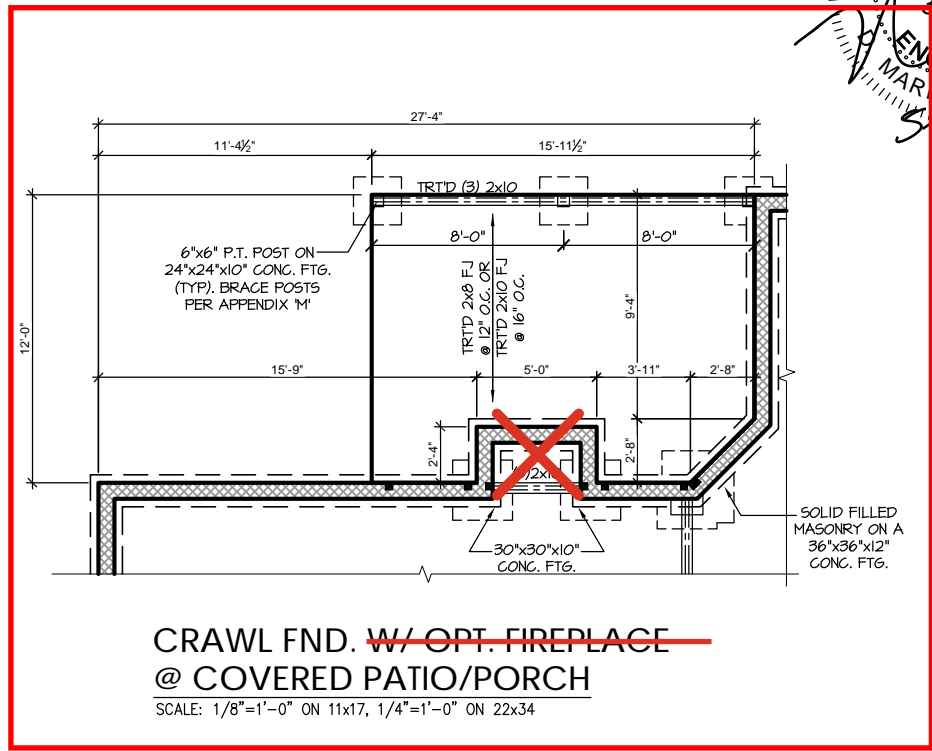 27'-4"
11'-4½"
15'-11½"
TRT'D (3) 2x10
8'-0"
8'-0"
6"x6" P.T. POST ON
24"x24"x10" CONC. FTG.
(TYP). BRACE POSTS
PER APPENDIX 'M'
TRT'D 2x8 FJ
@ 12" O.C. OR
TRT'D 2x10 FJ
@ 16" O.C.
9'-4"
12'-0"
15'-9"
5'-0"
3'-11"
2'-8"
2'-4"
2'-8"
SOLID FILLED
MASONRY ON A
36"x36"x12"
CONC. FTG.
30"x30"x10"
CONC. FTG.
CRAWL FND. W/ OPT. FIREPLACE
@ COVERED PATIO/PORCH
SCALE: 1/8"=1'-0" ON 11x17, 1/4"=1'-0" ON 22x34